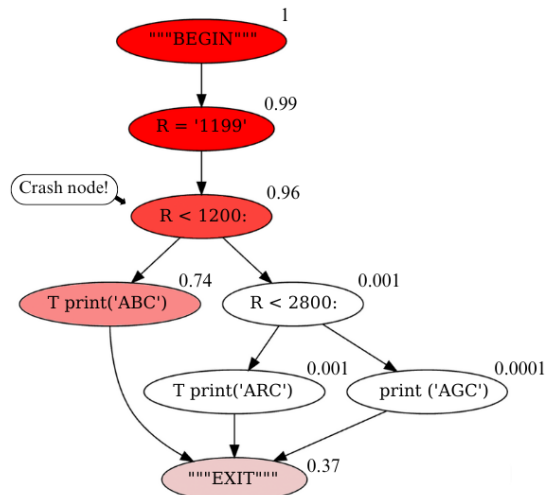 1
"""BEGIN"""
0.99
R = '1199'
0.96
Crash node!
R < 1200:
0.74
0.001
T print('ABC')
R < 2800:
0.001
0.0001
T print('ARC')
print ('AGC')
0.37
"""EXIT"""